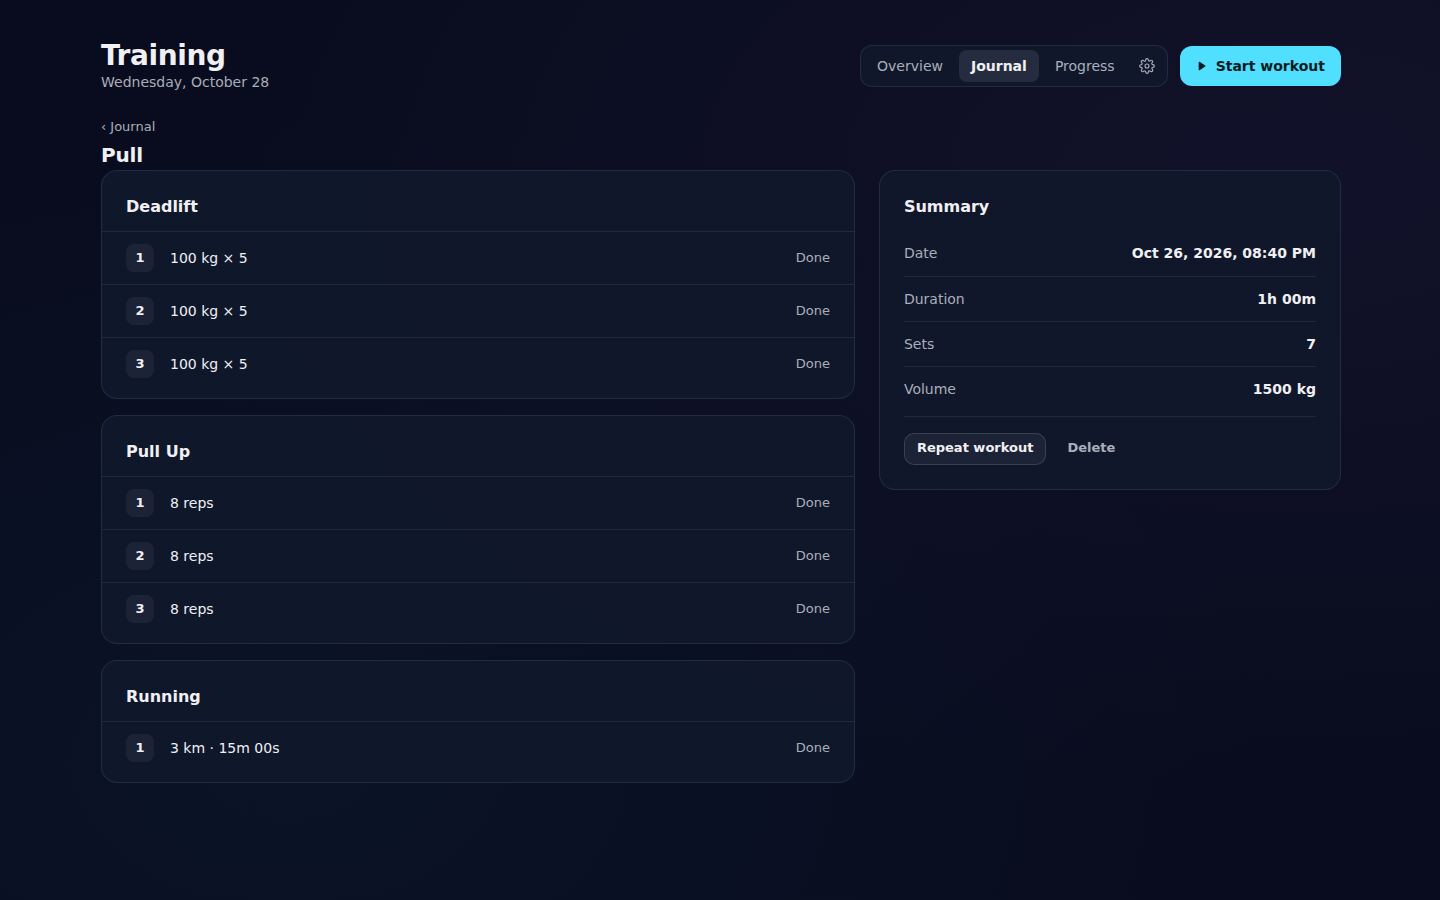 Training
Wednesday, October 28
Overview
Journal
Progress
Start workout
‹ Journal
Pull
Deadlift
1 100 kg × 5 Done
2 100 kg × 5 Done
3 100 kg × 5 Done
Pull Up
1 8 reps Done
2 8 reps Done
3 8 reps Done
Running
1 3 km · 15m 00s Done
Summary
Date Oct 26, 2026, 08:40 PM
Duration 1h 00m
Sets 7
Volume 1500 kg
Repeat workout
Delete